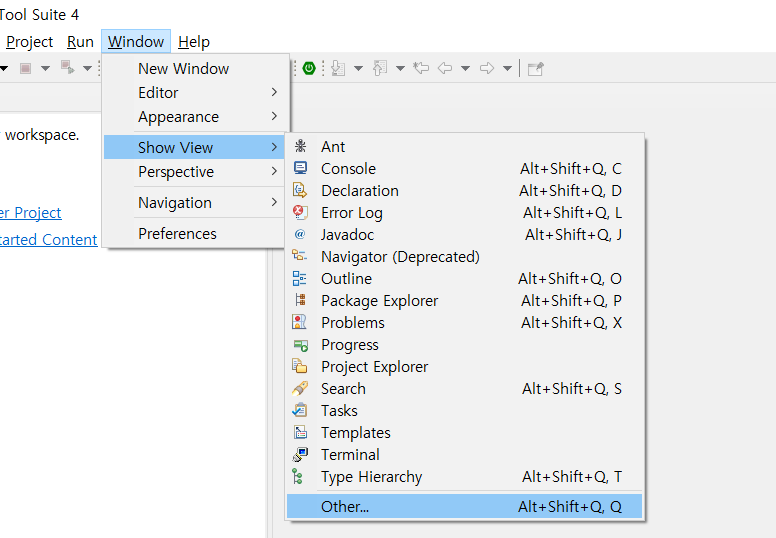 Tool Suite 4
Project Run Window Help
New Window
Editor
Appearance
Show View
Perspective
Navigation
Preferences
workspace.
er Project
tarted Content
Ant
Console Alt+Shift+Q, C
Declaration Alt+Shift+Q, D
Error Log Alt+Shift+Q, L
Javadoc Alt+Shift+Q, J
Navigator (Deprecated)
Outline Alt+Shift+Q, O
Package Explorer Alt+Shift+Q, P
Problems Alt+Shift+Q, X
Progress
Project Explorer
Search Alt+Shift+Q, S
Tasks
Templates
Terminal
Type Hierarchy Alt+Shift+Q, T
Other... Alt+Shift+Q, Q